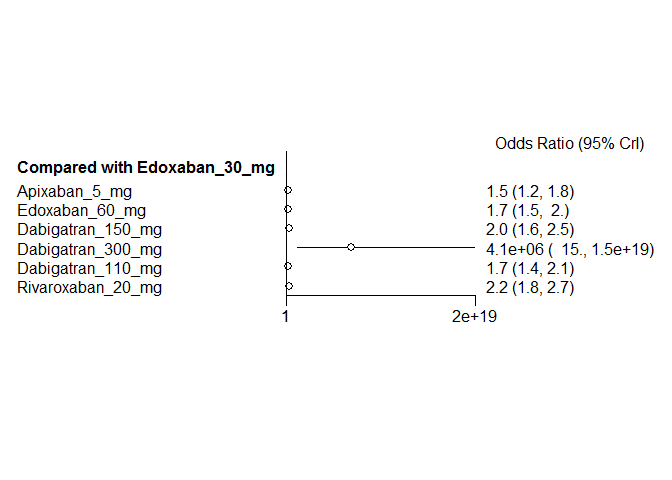 Odds Ratio (95% Crl)
Compared with Edoxaban_30_mg
Apixaban_5_mg 1.5 (1.2, 1.8)
Edoxaban_60_mg 1.7 (1.5, 2.)
Dabigatran_150_mg 2.0 (1.6, 2.5)
Dabigatran_300_mg 4.1e+06 ( 15., 1.5e+19)
Dabigatran_110_mg 1.7 (1.4, 2.1)
Rivaroxaban_20_mg 2.2 (1.8, 2.7)
1 2e+19